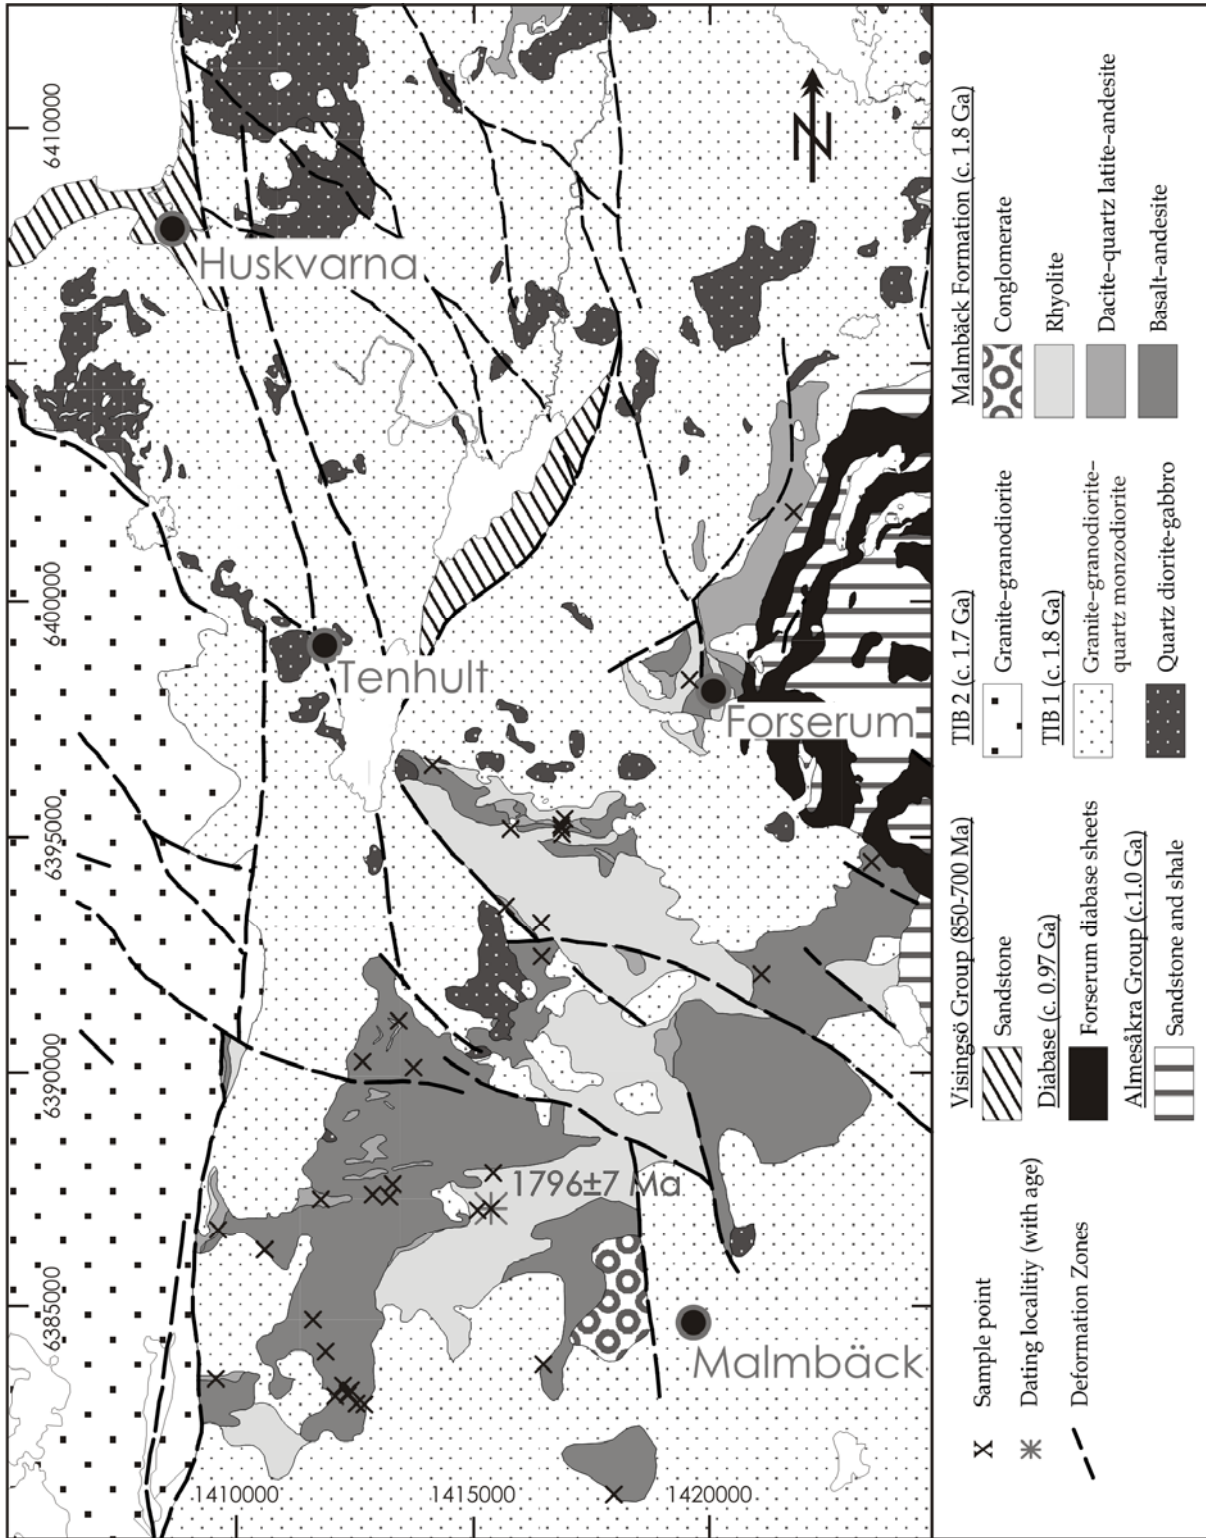 6410000
6400000
6395000
6390000
6385000
1410000
1415000
1420000
N
Huskvarna
Tenhult
Forserum
1796±7 Ma
Malmbäck
X Sample point
Dating localitiy (with age)
Deformation Zones
Visingsö Group (850-700 Ma)
Sandstone
Diabase (c. 0.97 Ga)
Forserum diabase sheets
Almesåkra Group (c.1.0 Ga)
Sandstone and shale
TIB 2 (c. 1.7 Ga)
Granite-granodiorite
TIB 1 (c. 1.8 Ga)
Granite-granodiorite-
quartz monzodiorite
Quartz diorite-gabbro
Malmbäck Formation (c. 1.8 Ga)
Conglomerate
Rhyolite
Dacite-quartz latite-andesite
Basalt-andesite